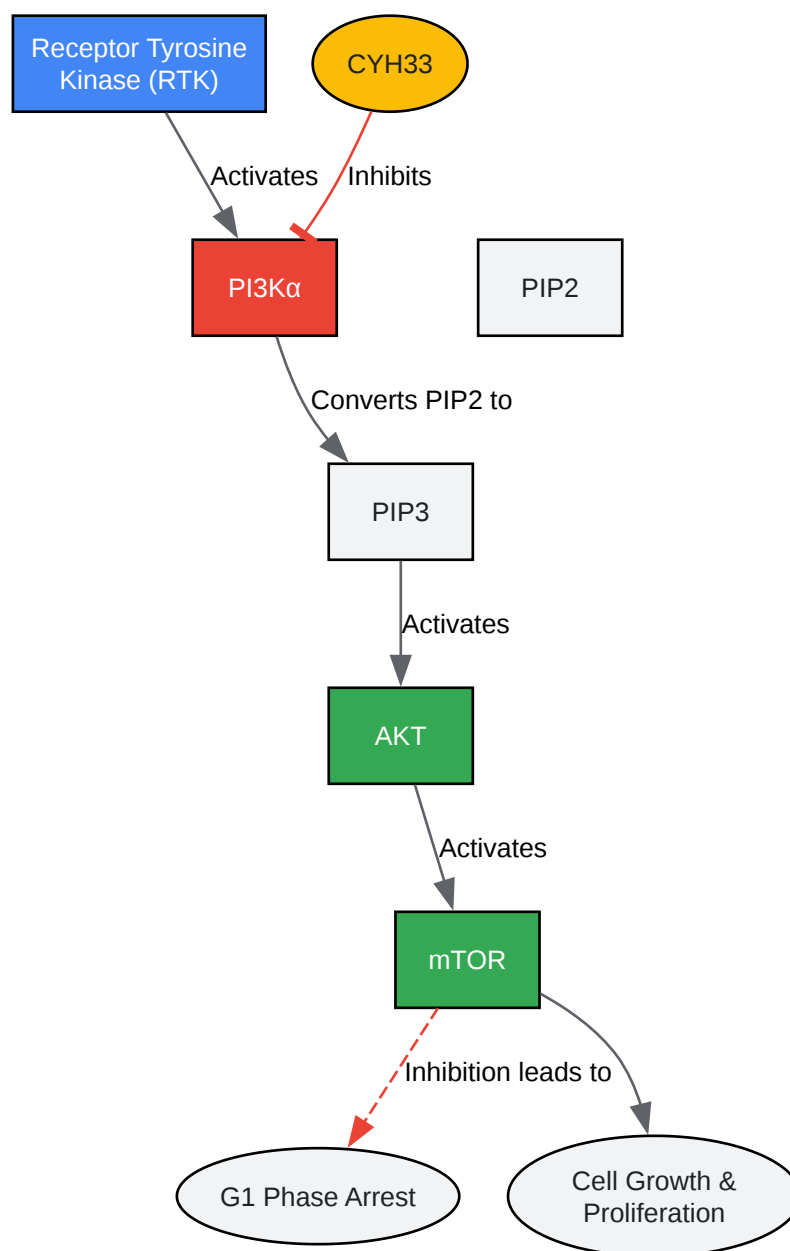 Receptor Tyrosine
Kinase (RTK)
CYH33
Activates
Inhibits
PI3Kα
PIP2
Converts PIP2 to
PIP3
Activates
AKT
Activates
mTOR
Inhibition leads to
G1 Phase Arrest
Cell Growth &
Proliferation